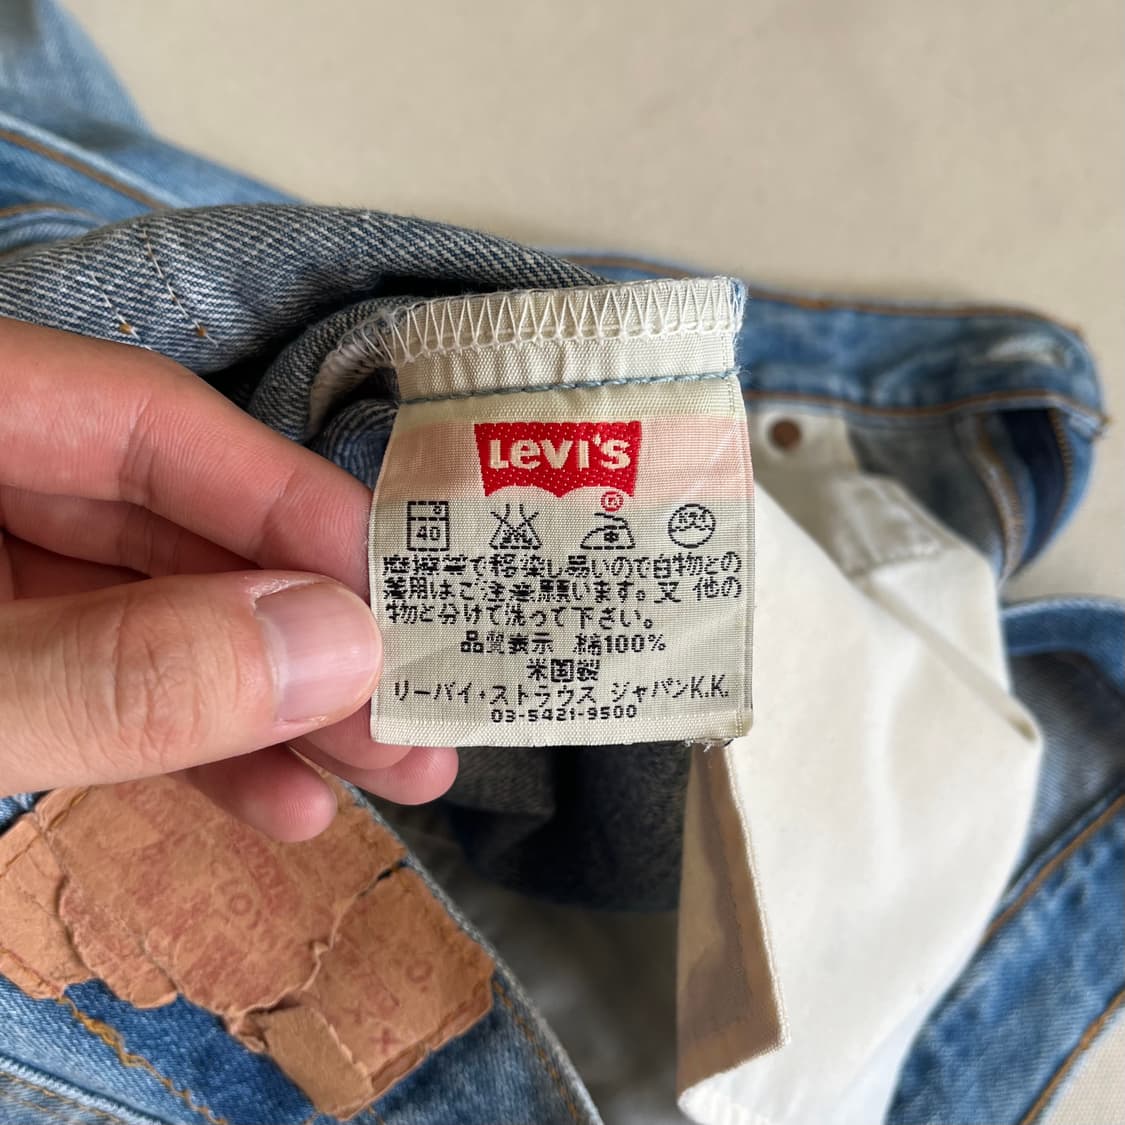 Levi's
®
40
摩擦等で移染し易いので白物との
着用はご注意願います。又 他の
物と分けて洗って下さい。
品質表示 綿100%
米国製
リーバイ・ストラウス ジャパンK.K.
03-5421-9500